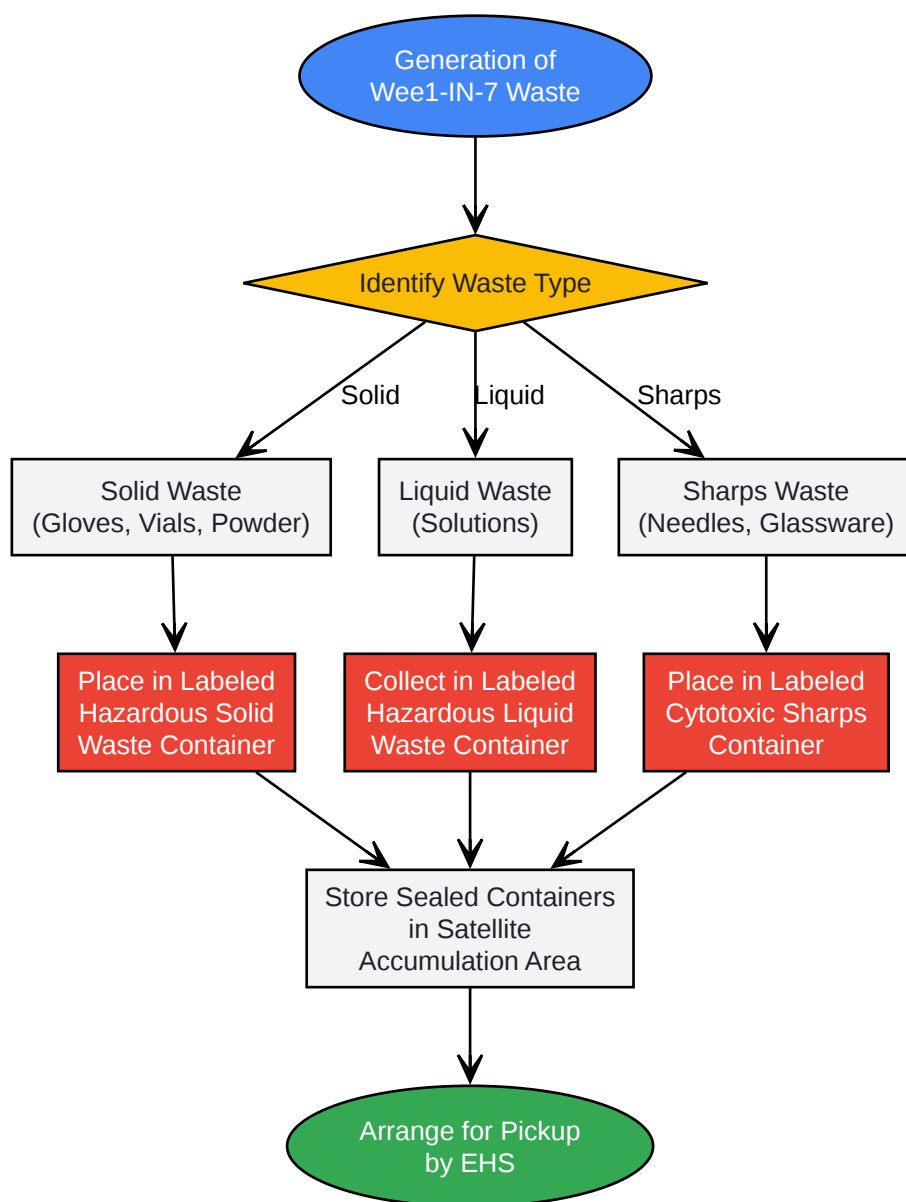 Generation of
Wee1-IN-7 Waste
Identify Waste Type
Solid
Liquid
Sharps
Solid Waste
(Gloves, Vials, Powder)
Liquid Waste
(Solutions)
Sharps Waste
(Needles, Glassware)
Place in Labeled
Hazardous Solid
Waste Container
Collect in Labeled
Hazardous Liquid
Waste Container
Place in Labeled
Cytotoxic Sharps
Container
Store Sealed Containers
in Satellite
Accumulation Area
Arrange for Pickup
by EHS